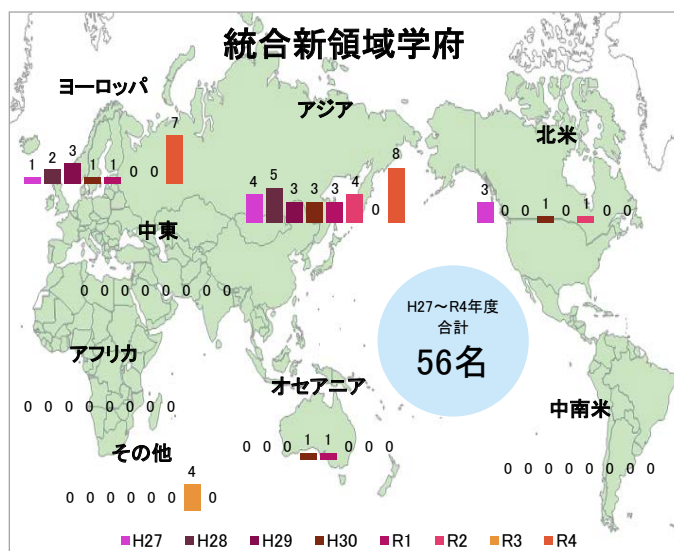 統合新領域学府
ヨーロッパ
1 2 3 1 1 0 0 7
アジア
4 5 3 3 3 4 0 8
北米
3 0 0 1 0 1 0 0
中東
0 0 0 0 0 0 0 0
H27～R4年度
合計
56名
アフリカ
0 0 0 0 0 0 0 0
オセアニア
0 0 0 1 1 0 0 0
中南米
0 0 0 0 0 0 0 0
その他
0 0 0 0 0 0 4 0
H27 H28 H29 H30 R1 R2 R3 R4